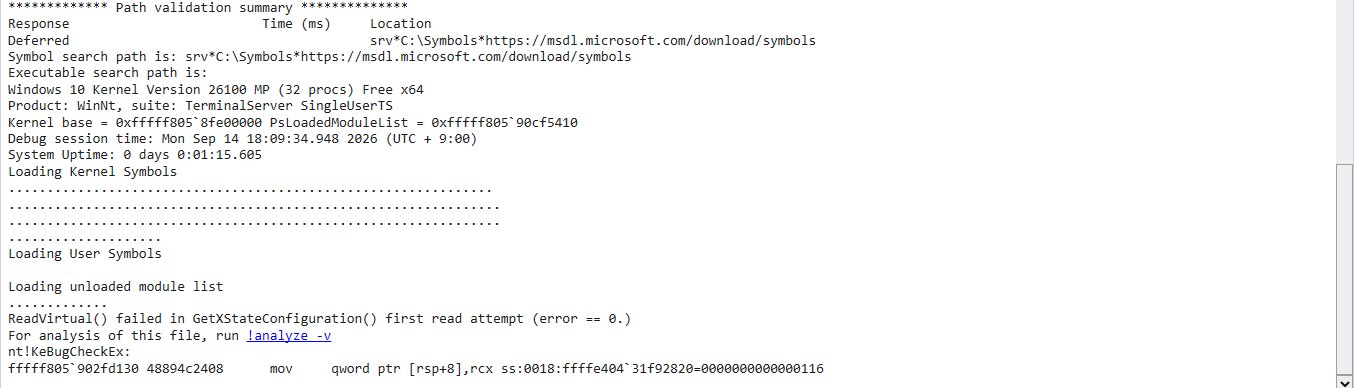 ************* Path validation summary **************
Response                         Time (ms)     Location
Deferred                                       srv*C:\Symbols*https://msdl.microsoft.com/download/symbols
Symbol search path is: srv*C:\Symbols*https://msdl.microsoft.com/download/symbols
Executable search path is:
Windows 10 Kernel Version 26100 MP (32 procs) Free x64
Product: WinNt, suite: TerminalServer SingleUserTS
Kernel base = 0xfffff805`8fe00000 PsLoadedModuleList = 0xfffff805`90cf5410
Debug session time: Mon Sep 14 18:09:34.948 2026 (UTC + 9:00)
System Uptime: 0 days 0:01:15.605
Loading Kernel Symbols
...............................................................
................................................................
................................................................
....................
Loading User Symbols
Loading unloaded module list
.............
ReadVirtual() failed in GetXStateConfiguration() first read attempt (error == 0.)
For analysis of this file, run !analyze -v
nt!KeBugCheckEx:
fffff805`902fd130 48894c2408      mov     qword ptr [rsp+8],rcx ss:0018:ffffe404`31f92820=0000000000000116